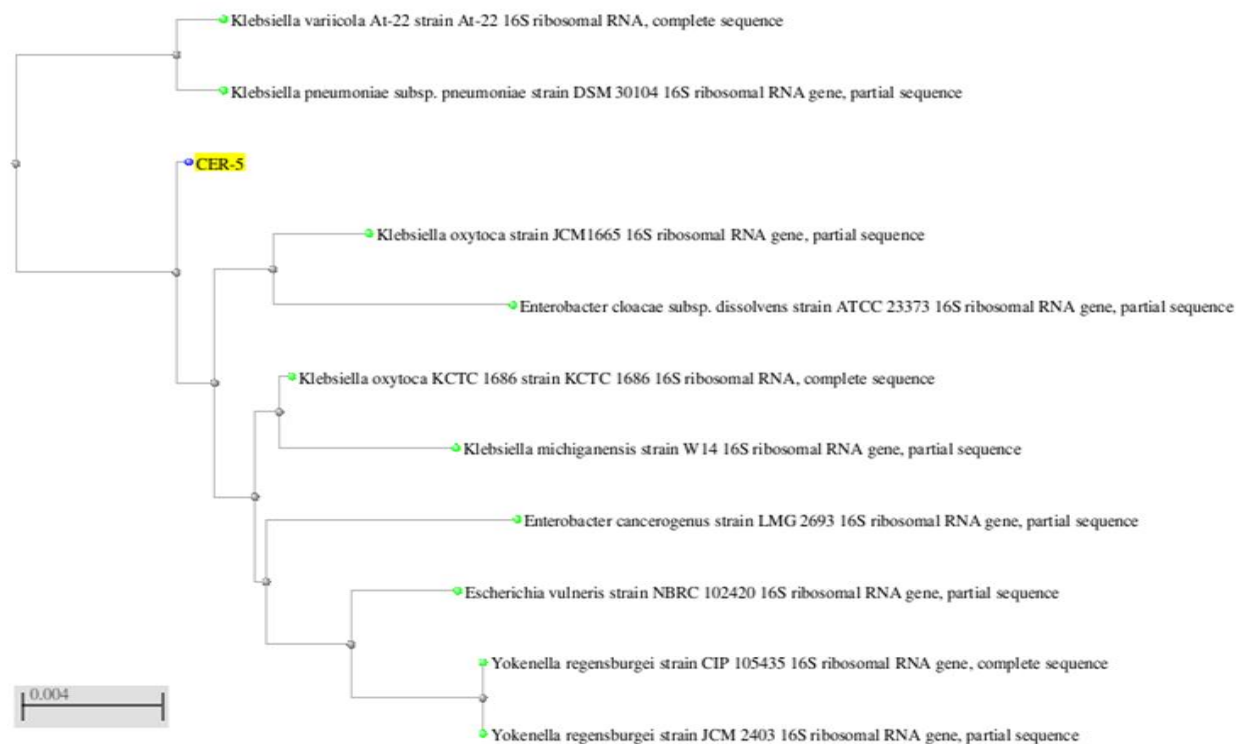 Klebsiella variicola At-22 strain At-22 16S ribosomal RNA, complete sequence
Klebsiella pneumoniae subsp. pneumoniae strain DSM 30104 16S ribosomal RNA gene, partial sequence
CER-5
Klebsiella oxytoca strain JCM1665 16S ribosomal RNA gene, partial sequence
Enterobacter cloacae subsp. dissolvens strain ATCC 23373 16S ribosomal RNA gene, partial sequence
Klebsiella oxytoca KCTC 1686 strain KCTC 1686 16S ribosomal RNA, complete sequence
Klebsiella michiganensis strain W14 16S ribosomal RNA gene, partial sequence
Enterobacter cancerogenus strain LMG 2693 16S ribosomal RNA gene, partial sequence
Escherichia vulneris strain NBRC 102420 16S ribosomal RNA gene, partial sequence
Yokenella regensburgei strain CIP 105435 16S ribosomal RNA gene, complete sequence
0.004
Yokenella regensburgei strain JCM 2403 16S ribosomal RNA gene, partial sequence